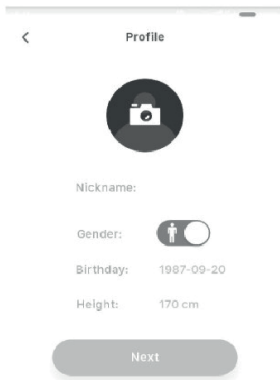 Profile
Nickname:
Gender:
Birthday: 1987-09-20
Height: 170 cm
Next